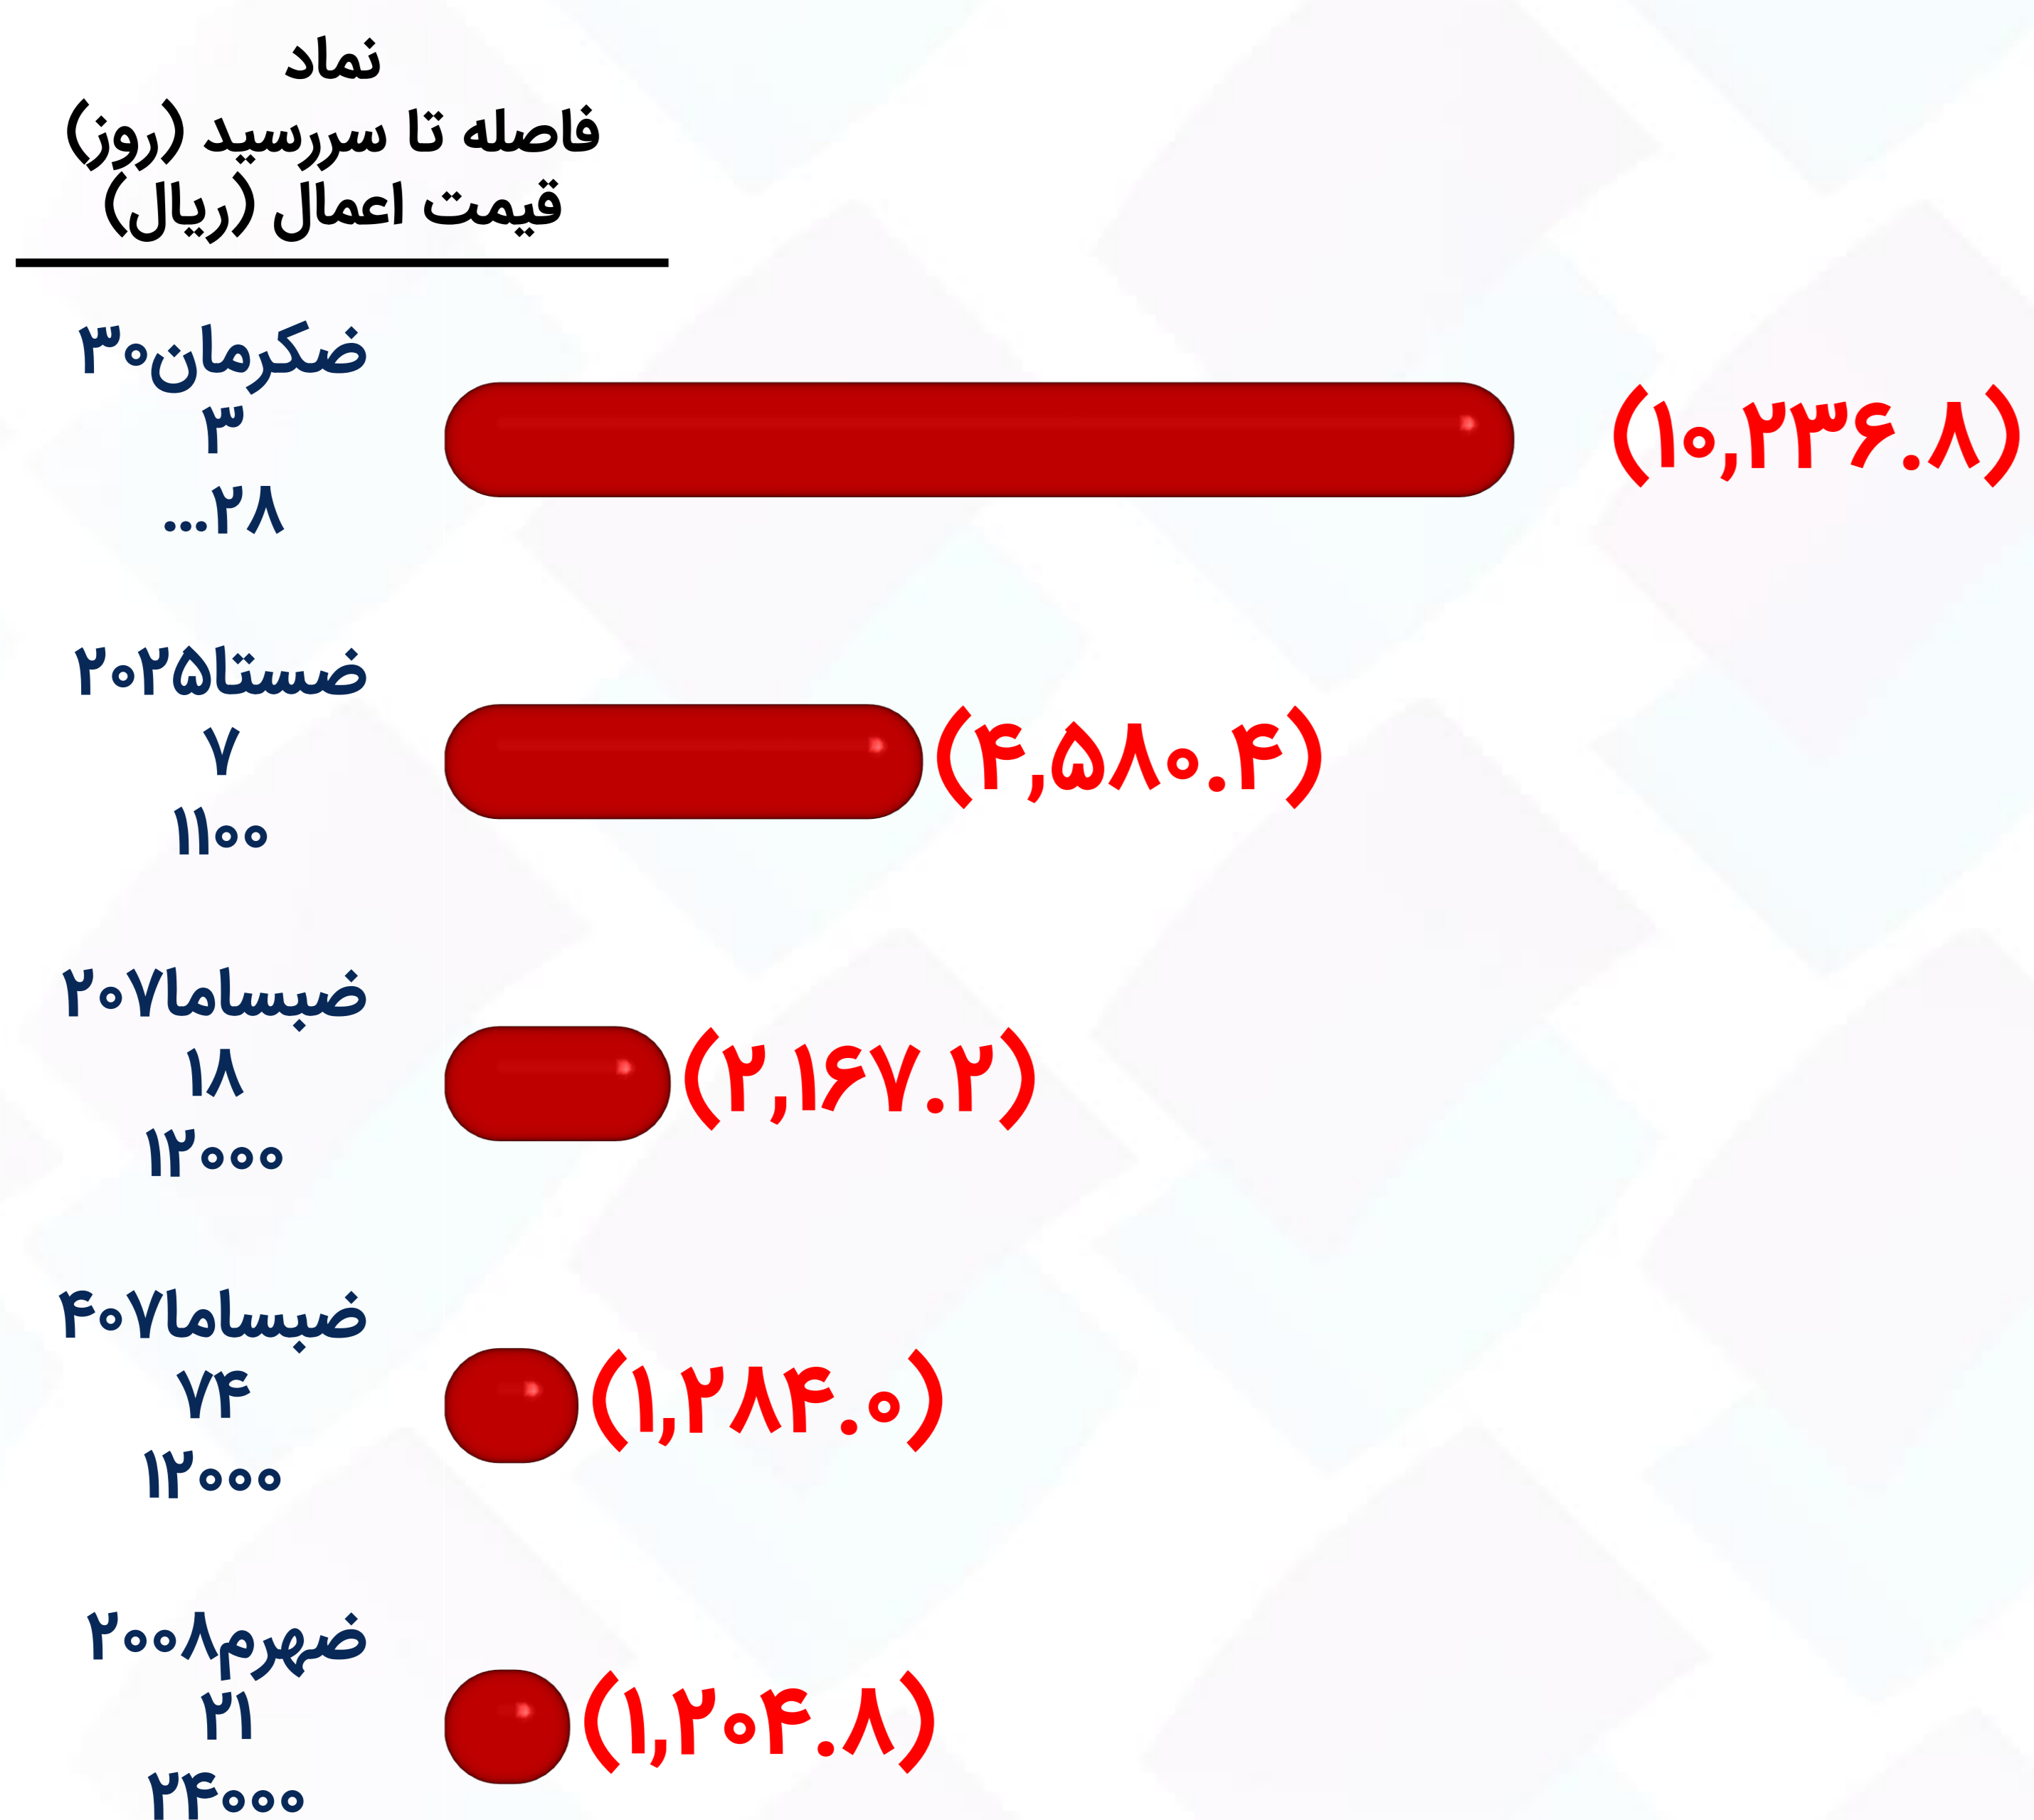 نماد
فاصله تا سررسید (روز)
قیمت اعمال (ریال)
ضکرمان۳۰
۳
۲۸...
(۱۰,۲۳۶.۸)
ضستا۲۰۲۵
۷
۱۱۰۰
(۴,۵۸۰.۴)
ضبساما۲۰۷
۱۸
۱۲۰۰۰
(۲,۱۶۷.۲)
ضبساما۴۰۷
۷۴
۱۲۰۰۰
(۱,۲۸۴.۰)
ضهرم۲۰۰۸
۲۱
۲۴۰۰۰
(۱,۲۰۴.۸)